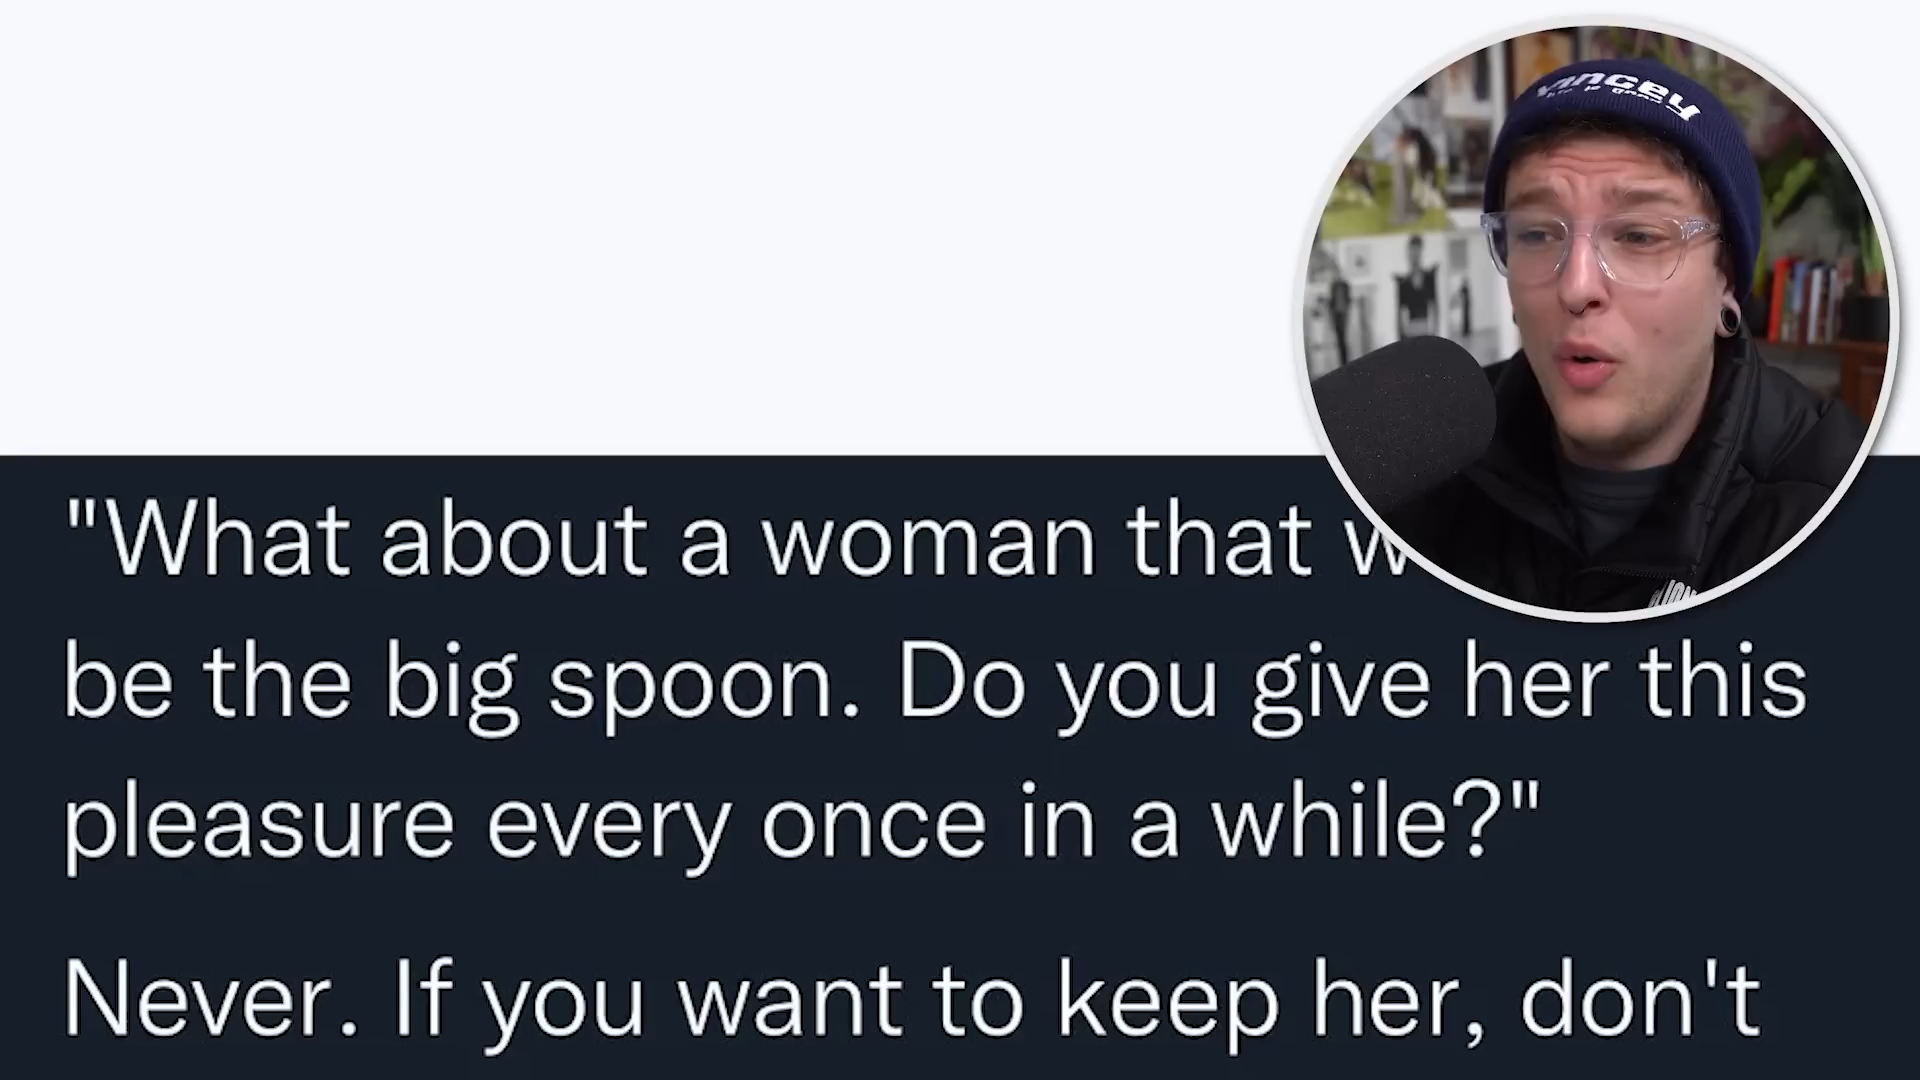 yancey
"What about a woman that
be the big spoon. Do you give her this
pleasure every once in a while?"
Never. If you want to keep her, don't